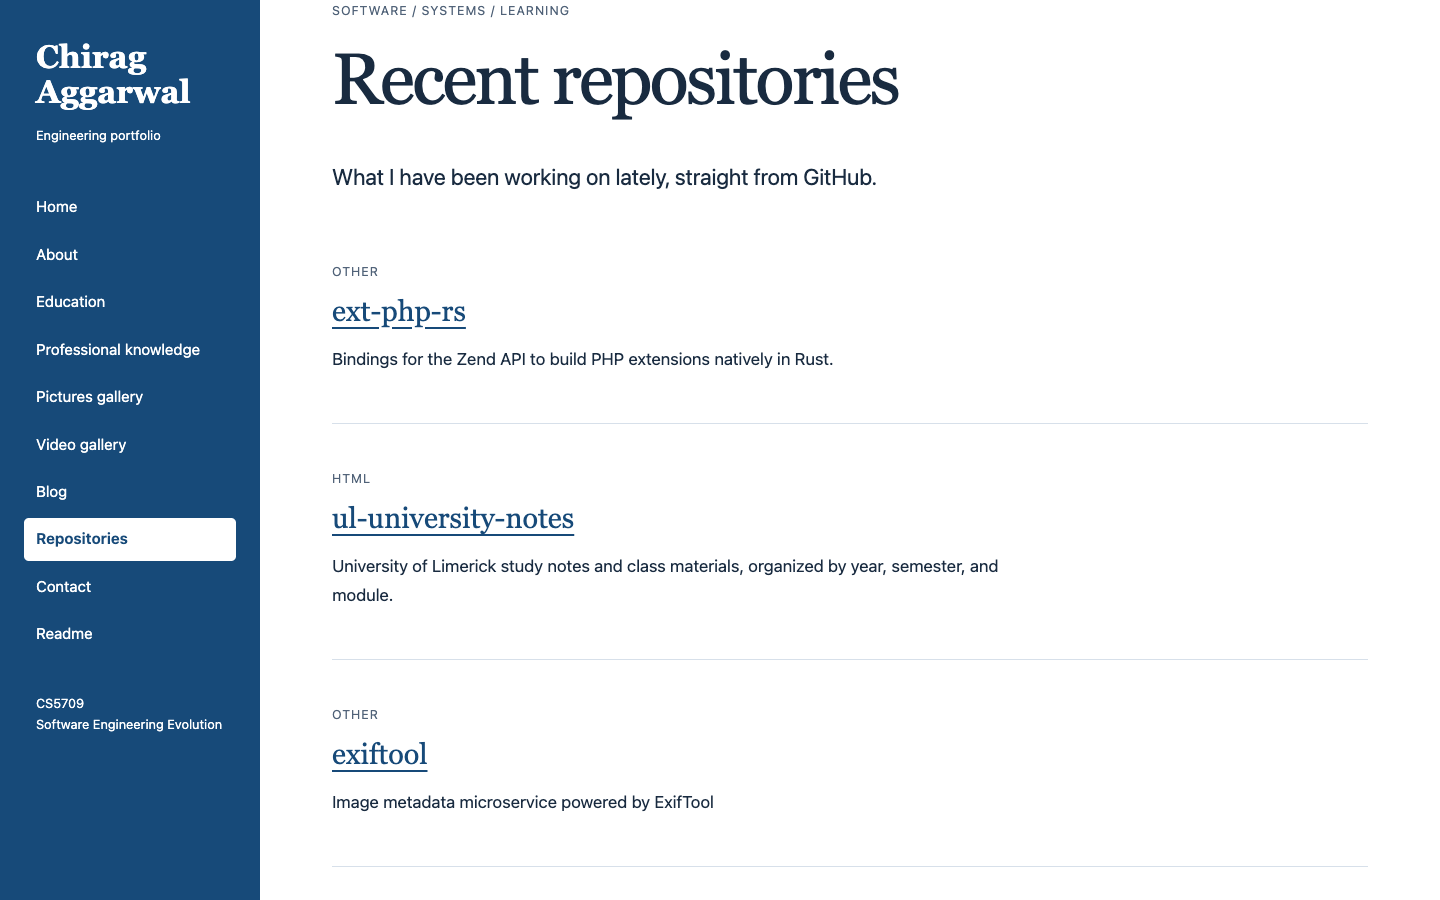 Chirag
Aggarwal
Engineering portfolio
Home
About
Education
Professional knowledge
Pictures gallery
Video gallery
Blog
Repositories
Contact
Readme
CS5709
Software Engineering Evolution
SOFTWARE / SYSTEMS / LEARNING
Recent repositories
What I have been working on lately, straight from GitHub.
OTHER
ext-php-rs
Bindings for the Zend API to build PHP extensions natively in Rust.
HTML
ul-university-notes
University of Limerick study notes and class materials, organized by year, semester, and
module.
OTHER
exiftool
Image metadata microservice powered by ExifTool